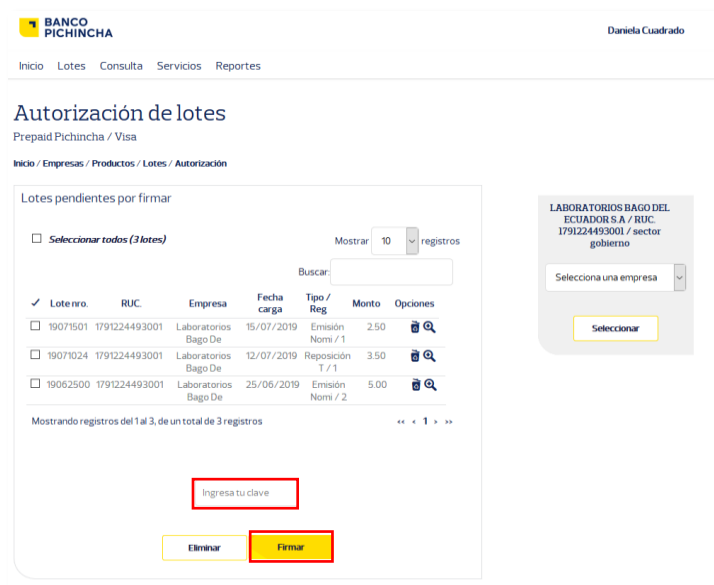 BANCO
PICHINCHA
Daniela Cuadrado
Inicio Lotes Consulta Servicios Reportes
Autorización de lotes
Prepaid Pichincha / Visa
Inicio / Empresas / Productos / Lotes / Autorización
Lotes pendientes por firmar
Seleccionar todos (3 lotes)
Mostrar 10 registros
Buscar:
Lote nro. RUC. Empresa Fecha carga Tipo / Reg Monto Opciones
19071501 1791224493001 Laboratorios Bago De 15/07/2019 Emisión Nomi / 1 2.50
19071024 1791224493001 Laboratorios Bago De 12/07/2019 Reposición T / 1 3.50
19062500 1791224493001 Laboratorios Bago De 25/06/2019 Emisión Nomi / 2 5.00
Mostrando registros del 1 al 3, de un total de 3 registros
‹‹ ‹ 1 › ››
Ingresa tu clave
Eliminar Firmar
LABORATORIOS BAGO DEL
ECUADOR S.A / RUC.
1791224493001 / sector
gobierno
Selecciona una empresa
Seleccionar